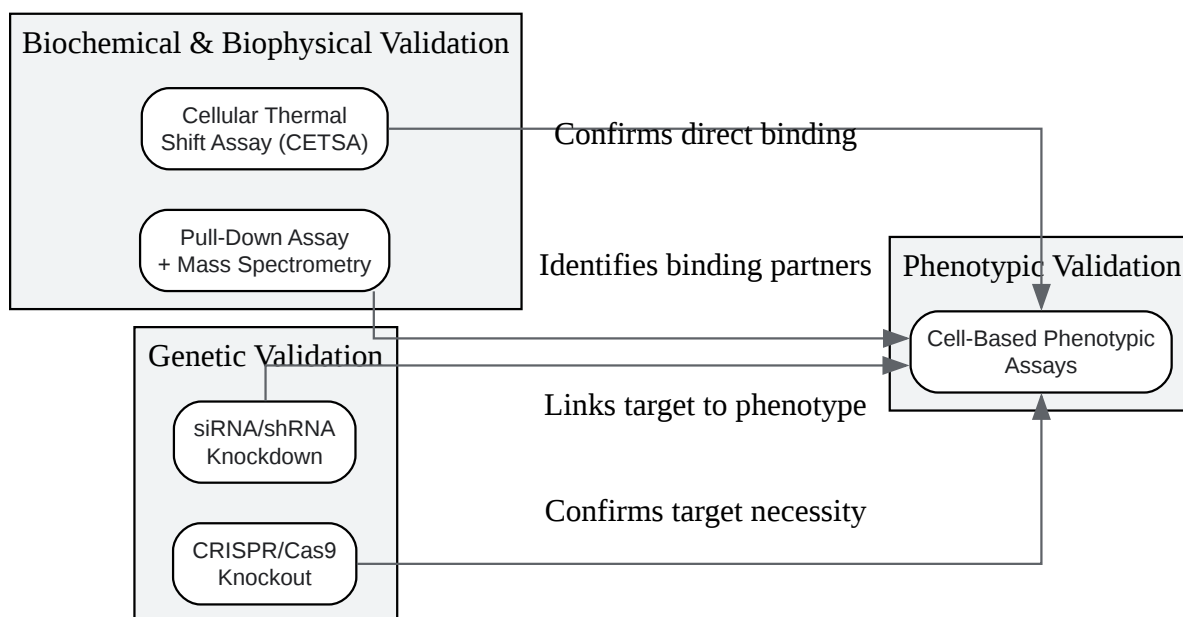 Biochemical & Biophysical Validation
Cellular Thermal
Shift Assay (CETSA)
Confirms direct binding
Pull-Down Assay
+ Mass Spectrometry
Identifies binding partners
Phenotypic Validation
Cell-Based Phenotypic
Assays
Genetic Validation
siRNA/shRNA
Knockdown
Links target to phenotype
CRISPR/Cas9
Knockout
Confirms target necessity